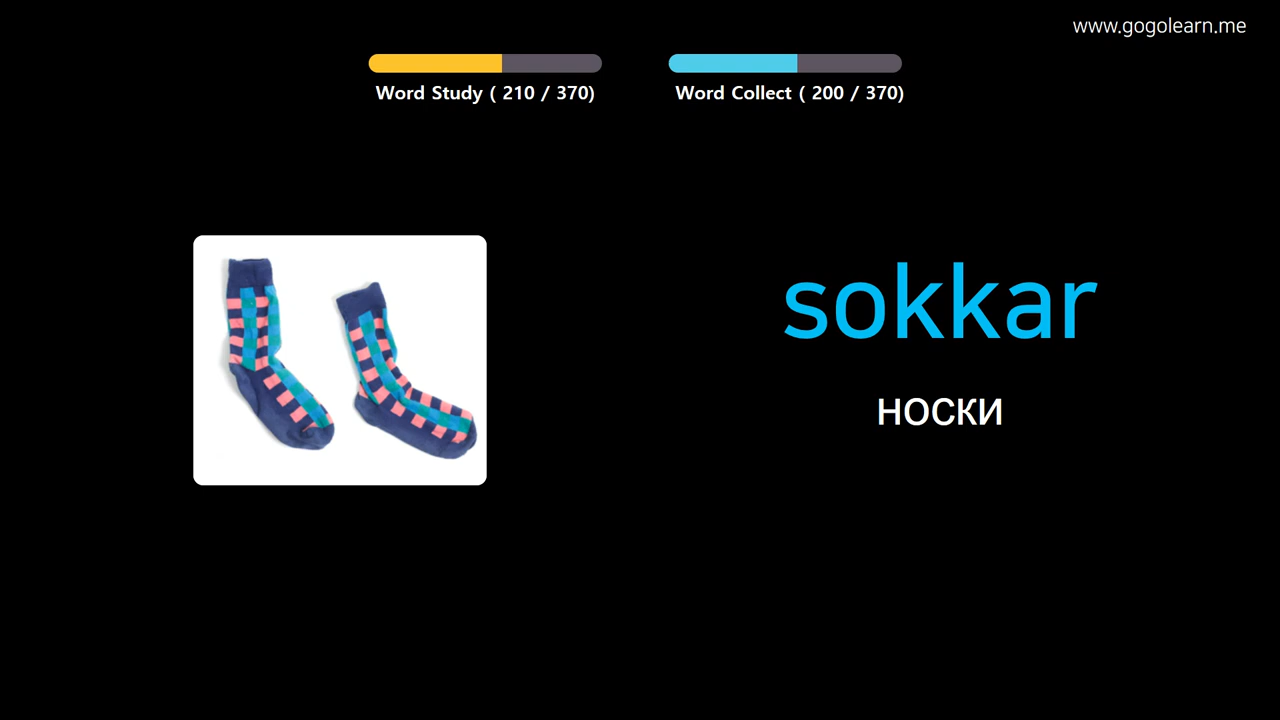 www.gogolearn.me
Word Study ( 210 / 370)
Word Collect ( 200 / 370)
sokkar
носки